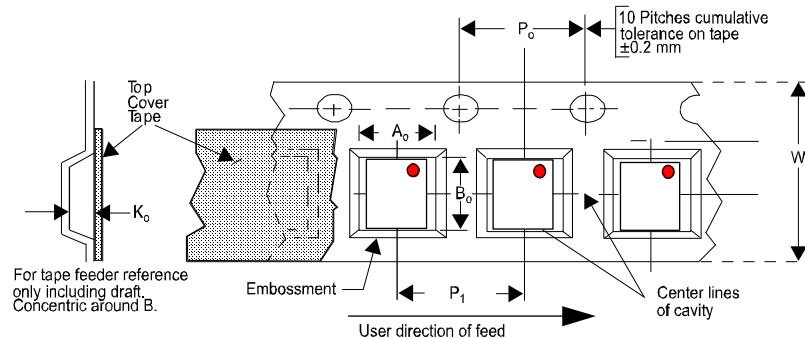 10 Pitches cumulative
tolerance on tape
±0.2 mm
Po
Top
Cover
Tape
Ao
W
Bo
Ko
For tape feeder reference
only including draft.
Concentric around B.
Embossment
P1
Center lines
of cavity
User direction of feed